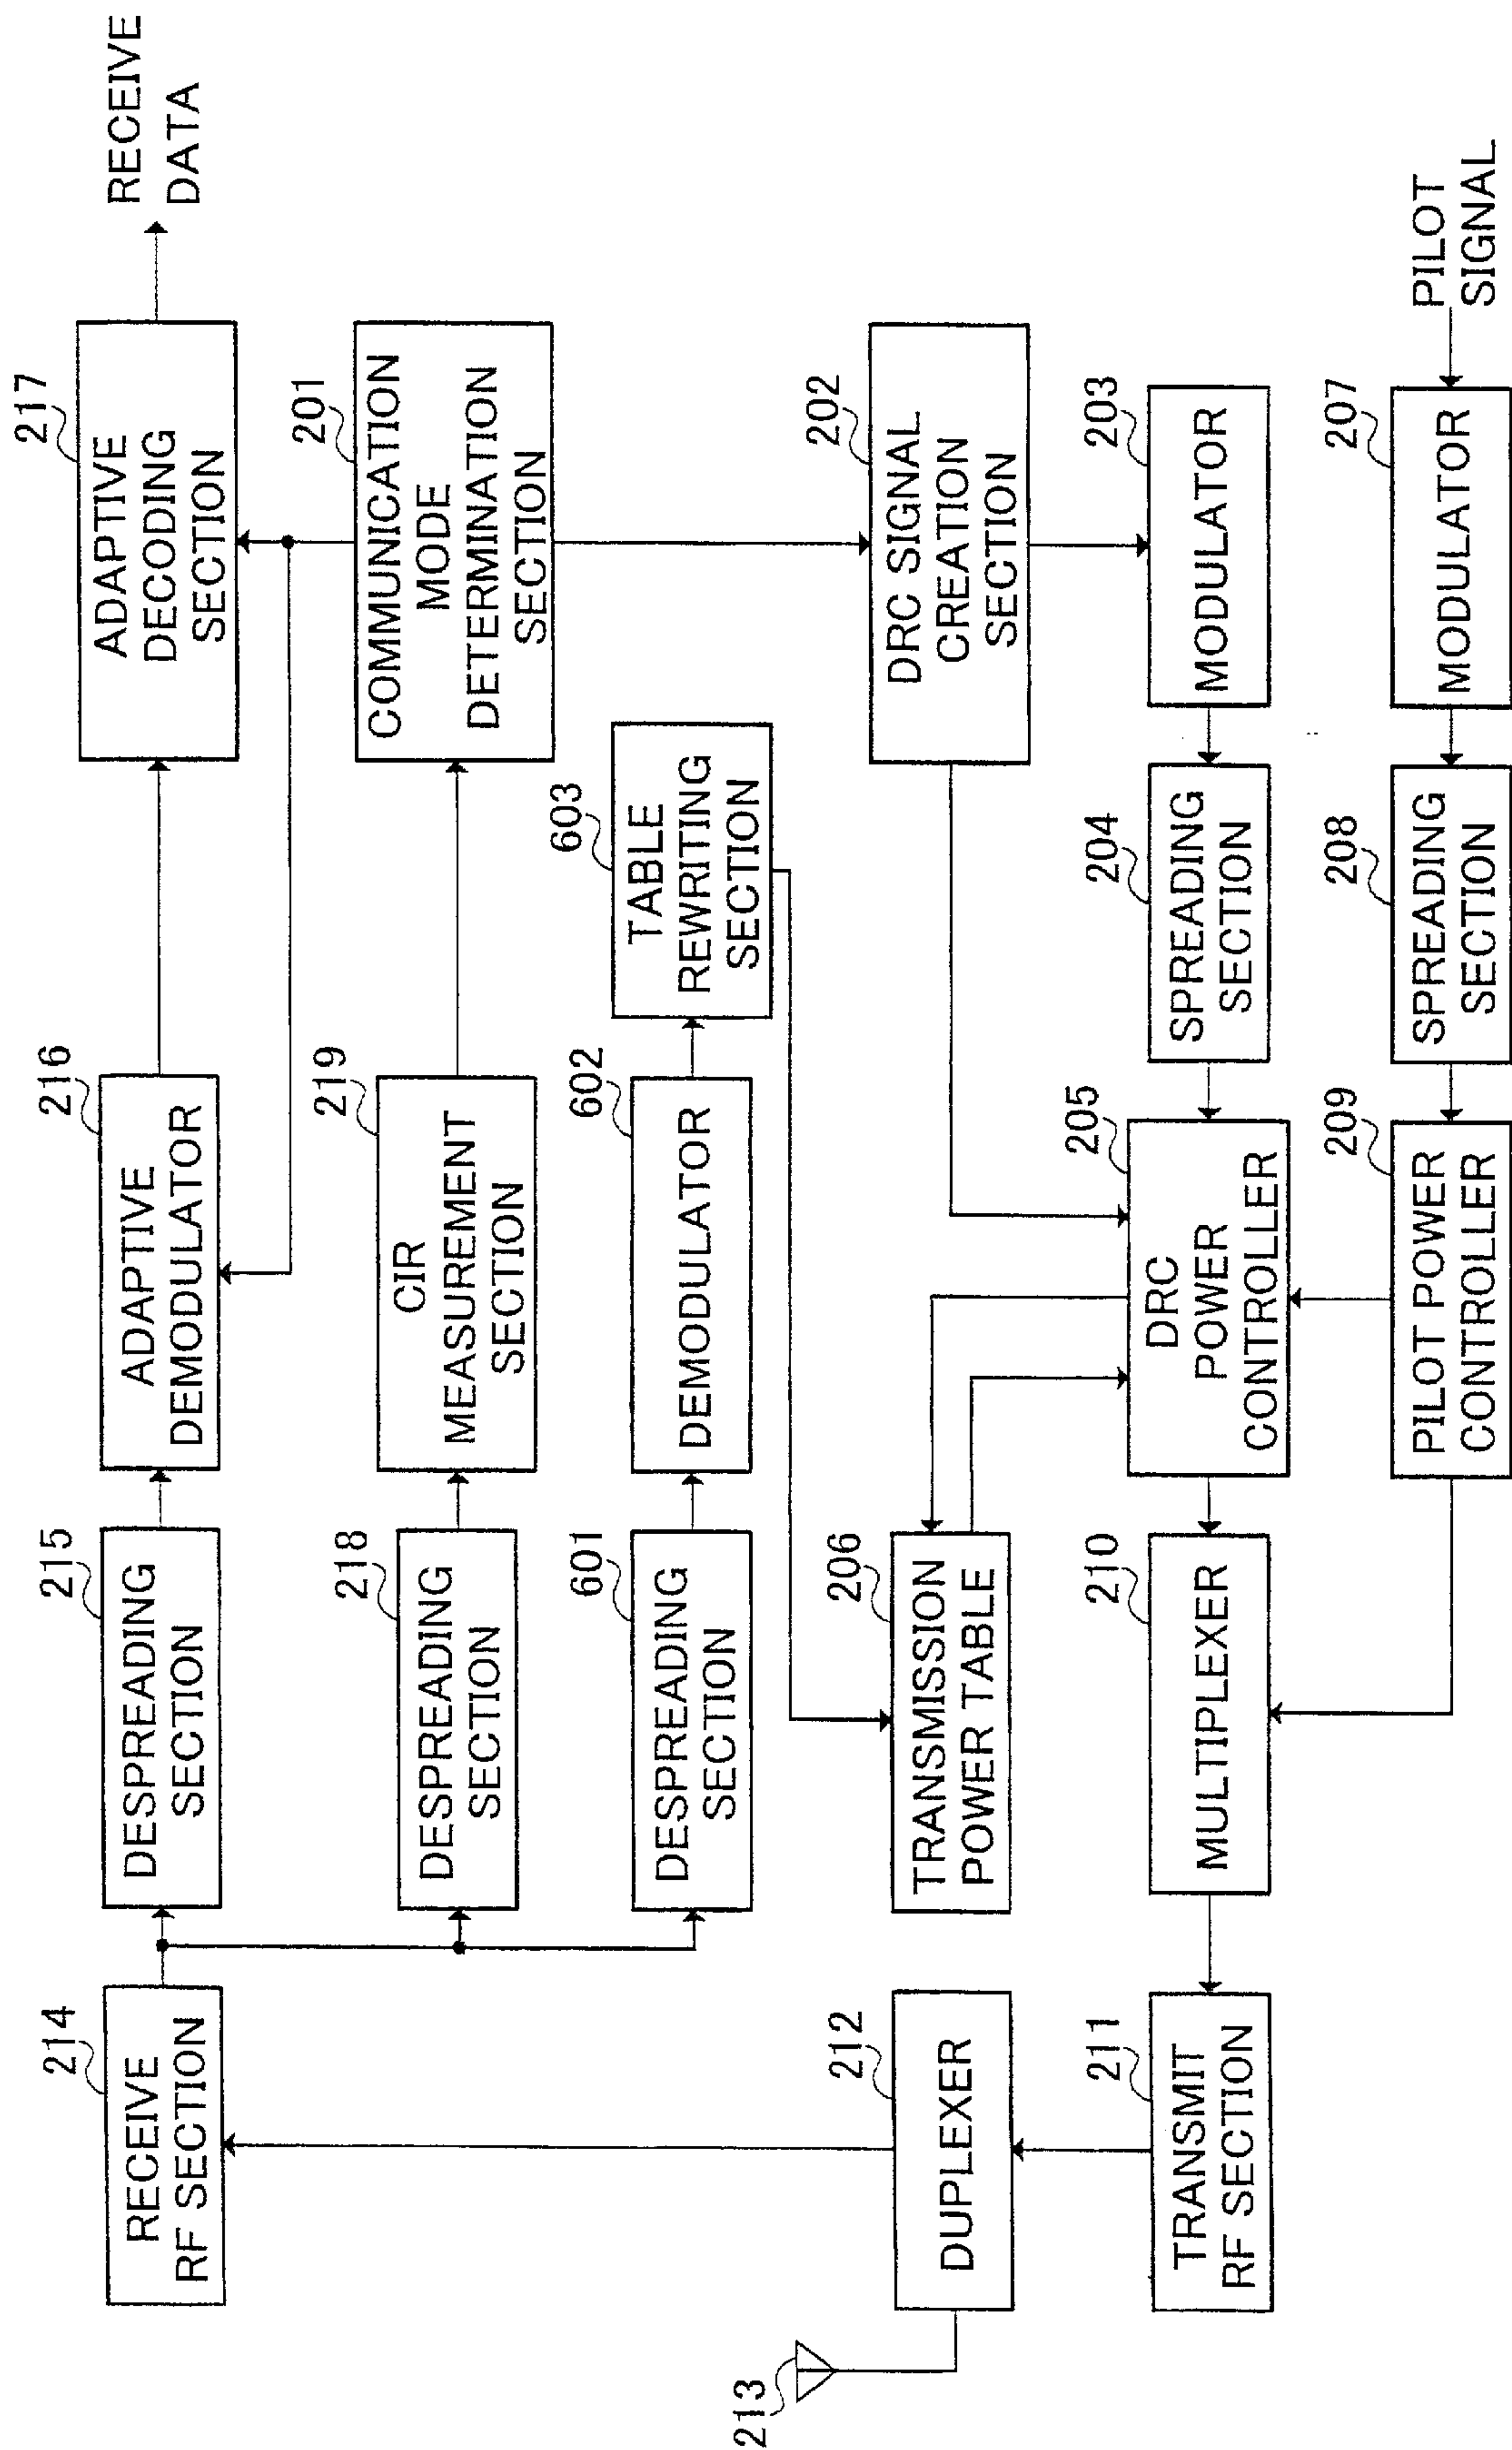 214
RECEIVE
RF SECTION
215
DESPREADING
SECTION
216
ADAPTIVE
DEMODULATOR
217
ADAPTIVE
DECODING
SECTION
RECEIVE
DATA
218
DESPREADING
SECTION
219
CIR
MEASUREMENT
SECTION
201
COMMUNICATION
MODE
DETERMINATION
SECTION
601
DESPREADING
SECTION
602
DEMODULATOR
603
TABLE
REWRITING
SECTION
213
212
DUPLEXER
206
TRANSMISSION
POWER TABLE
202
DRC SIGNAL
CREATION
SECTION
211
TRANSMIT
RF SECTION
210
MULTIPLEXER
205
DRC
POWER
CONTROLLER
204
SPREADING
SECTION
203
MODULATOR
209
PILOT POWER
CONTROLLER
208
SPREADING
SECTION
207
MODULATOR
PILOT
SIGNAL